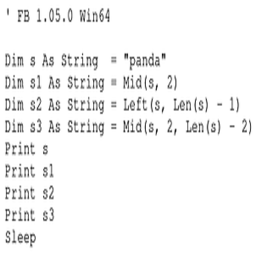 ' FB 1.05.0 Win64
Dim s As String = "panda"
Dim s1 As String = Mid(s, 2)
Dim s2 As String = Left(s, Len(s) - 1)
Dim s3 As String = Mid(s, 2, Len(s) - 2)
Print s
Print s1
Print s2
Print s3
Sleep